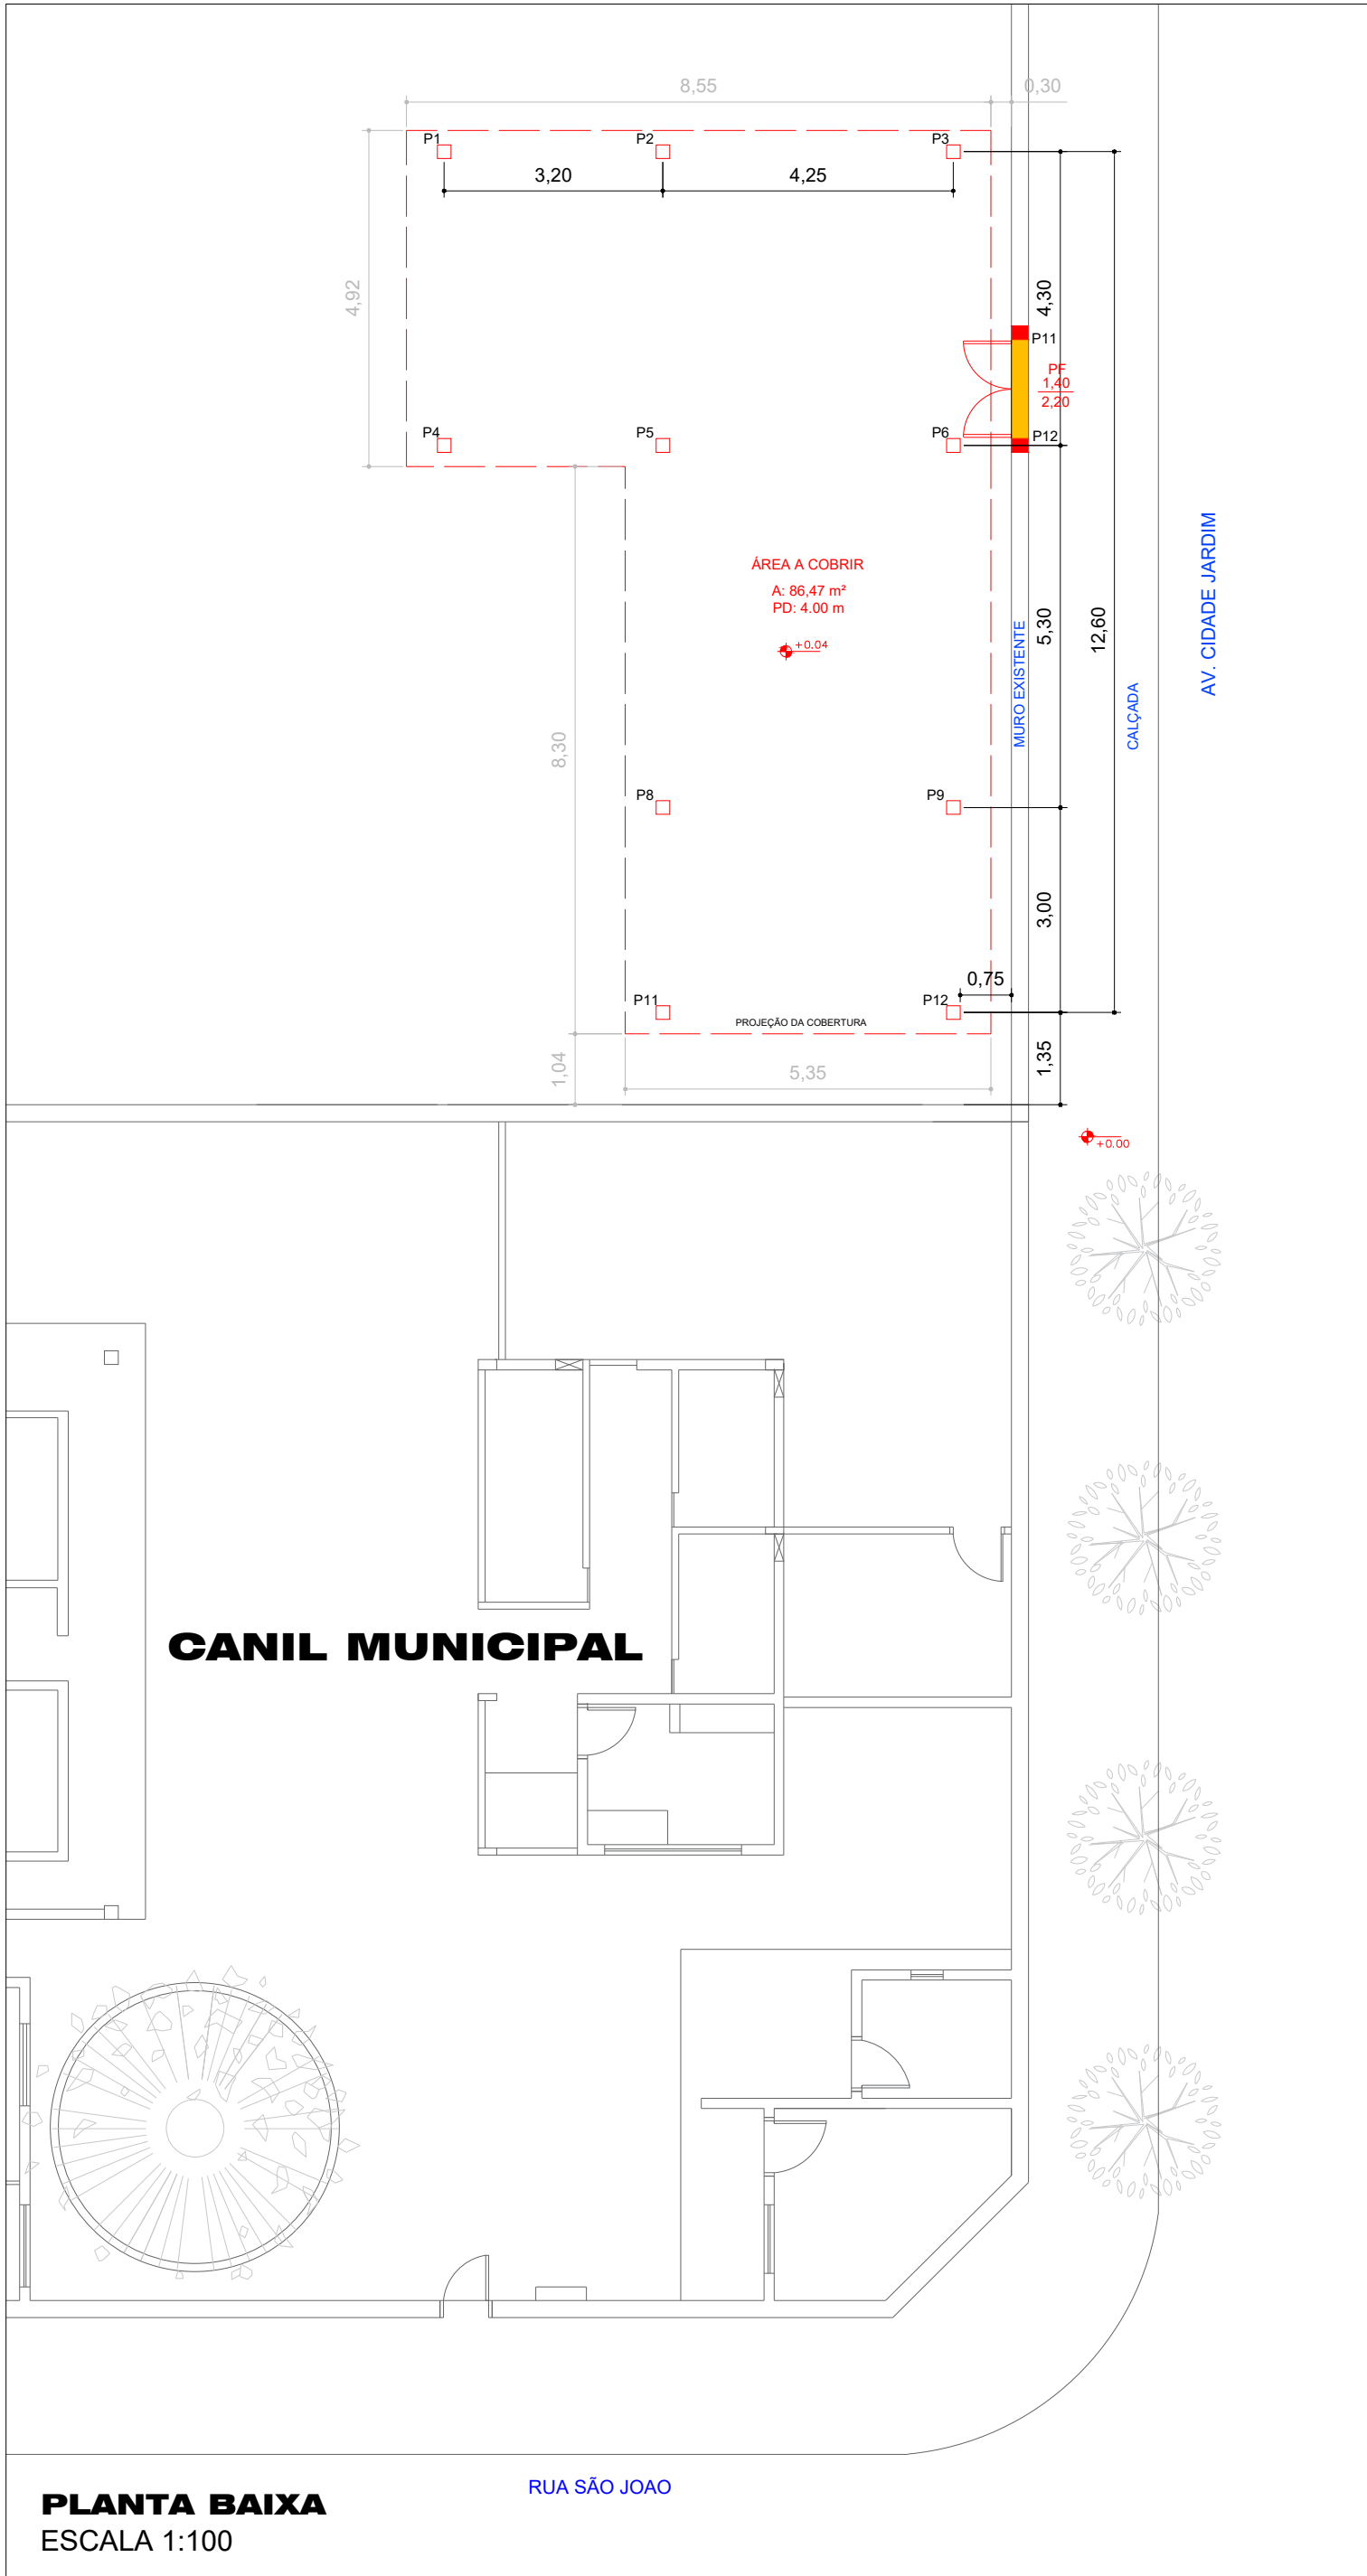 8,55
0,30
P1
P2
P3
3,20
4,25
4,92
4,30
P11
PF
1,40
2,20
P4
P5
P6
P12
ÁREA A COBRIR
A: 86,47 m²
PD: 4.00 m
+0.04
MURO EXISTENTE
5,30
12,60
CALÇADA
AV. CIDADE JARDIM
8,30
P8
P9
3,00
0,75
P11
P12
PROJEÇÃO DA COBERTURA
1,04
5,35
1,35
+0.00
CANIL MUNICIPAL
RUA SÃO JOAO
PLANTA BAIXA
ESCALA 1:100